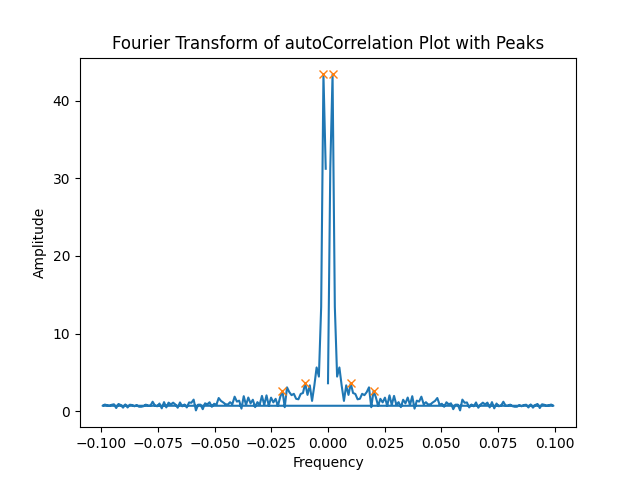 Fourier Transform of autoCorrelation Plot with Peaks
40
30
20
10
0
Amplitude
−0.100 −0.075 −0.050 −0.025 0.000 0.025 0.050 0.075 0.100
Frequency